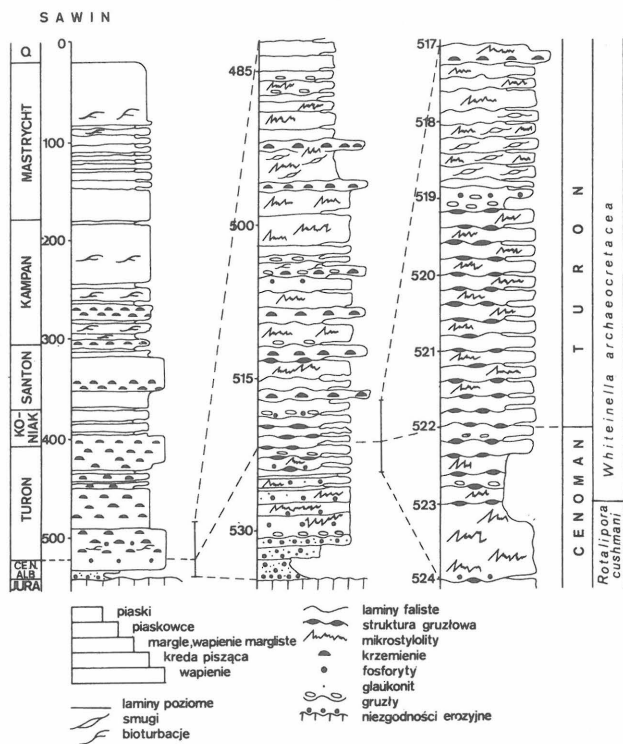 SAWIN
0
100
200
300
400
500
Q
MASTRYCHT
KAMPAN
SANTON
KO-
NIAK
TURON
CEN.
ALB
JURA
485
500
515
530
517
518
519
520
521
522
523
524
TURON
CENOMAN
Whiteinella archaeocretacea
Rotalipora
cushmani
piaski
piaskowce
margle, wapienie margliste
kreda pisząca
wapienie
laminy poziome
smugi
bioturbacje
laminy faliste
struktura gruzłowa
mikrostylolity
krzemienie
fosforyty
glaukonit
gruzły
niezgodności erozyjne